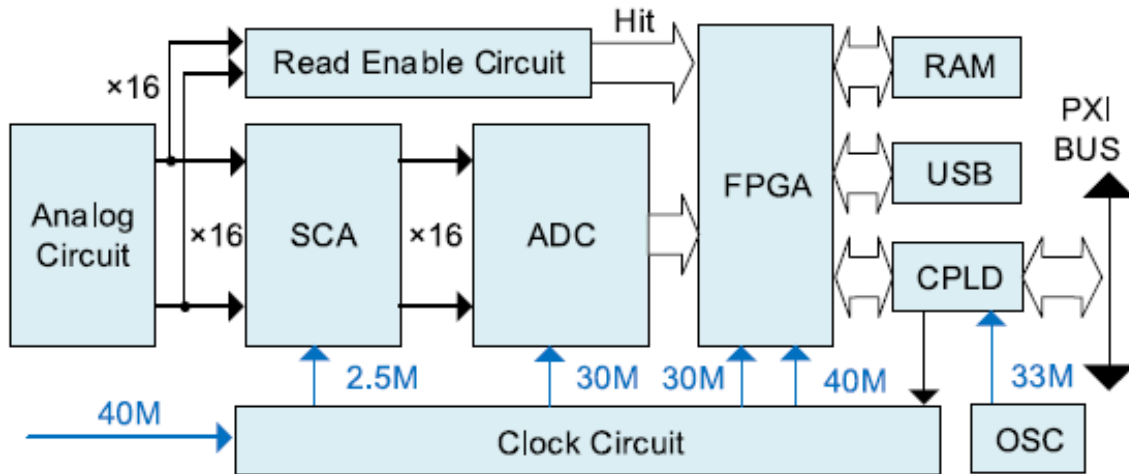 Hit
Read Enable Circuit
RAM
×16
PXI
BUS
Analog
Circuit
×16
SCA
×16
ADC
FPGA
USB
CPLD
2.5M
30M
30M
40M
33M
40M
Clock Circuit
OSC